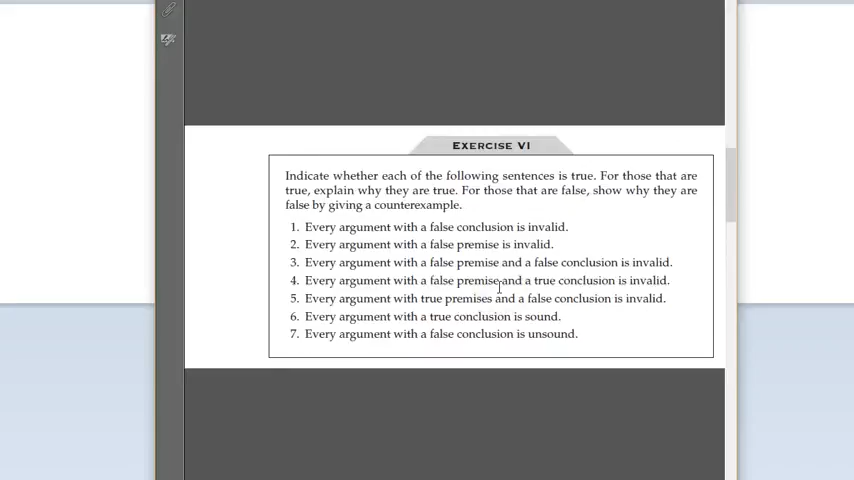 EXERCISE VI
Indicate whether each of the following sentences is true. For those that are
true, explain why they are true. For those that are false, show why they are
false by giving a counterexample.
1. Every argument with a false conclusion is invalid.
2. Every argument with a false premise is invalid.
3. Every argument with a false premise and a false conclusion is invalid.
4. Every argument with a false premise and a true conclusion is invalid.
5. Every argument with true premises and a false conclusion is invalid.
6. Every argument with a true conclusion is sound.
7. Every argument with a false conclusion is unsound.